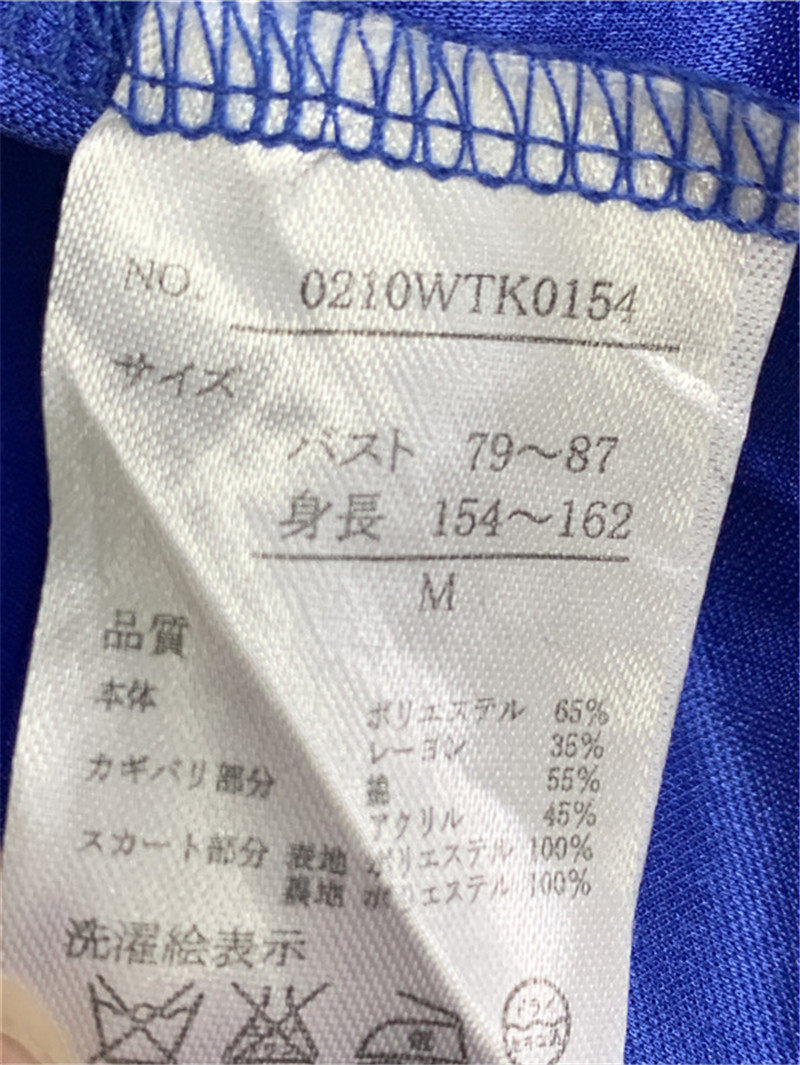 NO. 0210WTK0154
サイズ
バスト 79～87
身長 154～162
M
品質
本体 ポリエステル 65%
レーヨン 35%
カギバリ部分 綿 55%
アクリル 45%
スカート部分 表地 ポリエステル 100%
裏地 ポリエステル 100%
洗濯絵表示